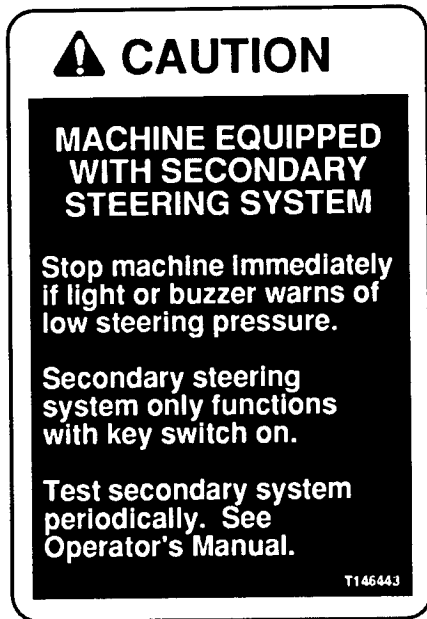 CAUTION
MACHINE EQUIPPED
WITH SECONDARY
STEERING SYSTEM
Stop machine immediately
if light or buzzer warns of
low steering pressure.
Secondary steering
system only functions
with key switch on.
Test secondary system
periodically.  See
Operator's Manual.
T146443